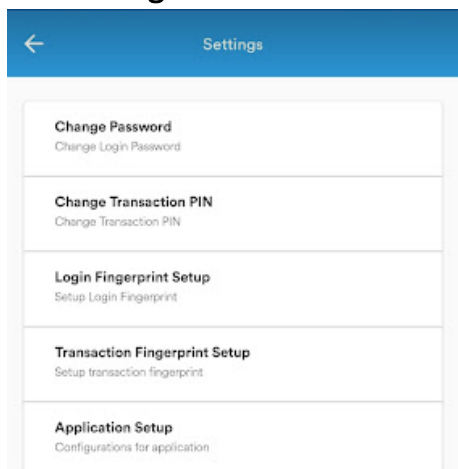 Settings
Change Password
Change Login Password
Change Transaction PIN
Change Transaction PIN
Login Fingerprint Setup
Setup Login Fingerprint
Transaction Fingerprint Setup
Setup transaction fingerprint
Application Setup
Configurations for application